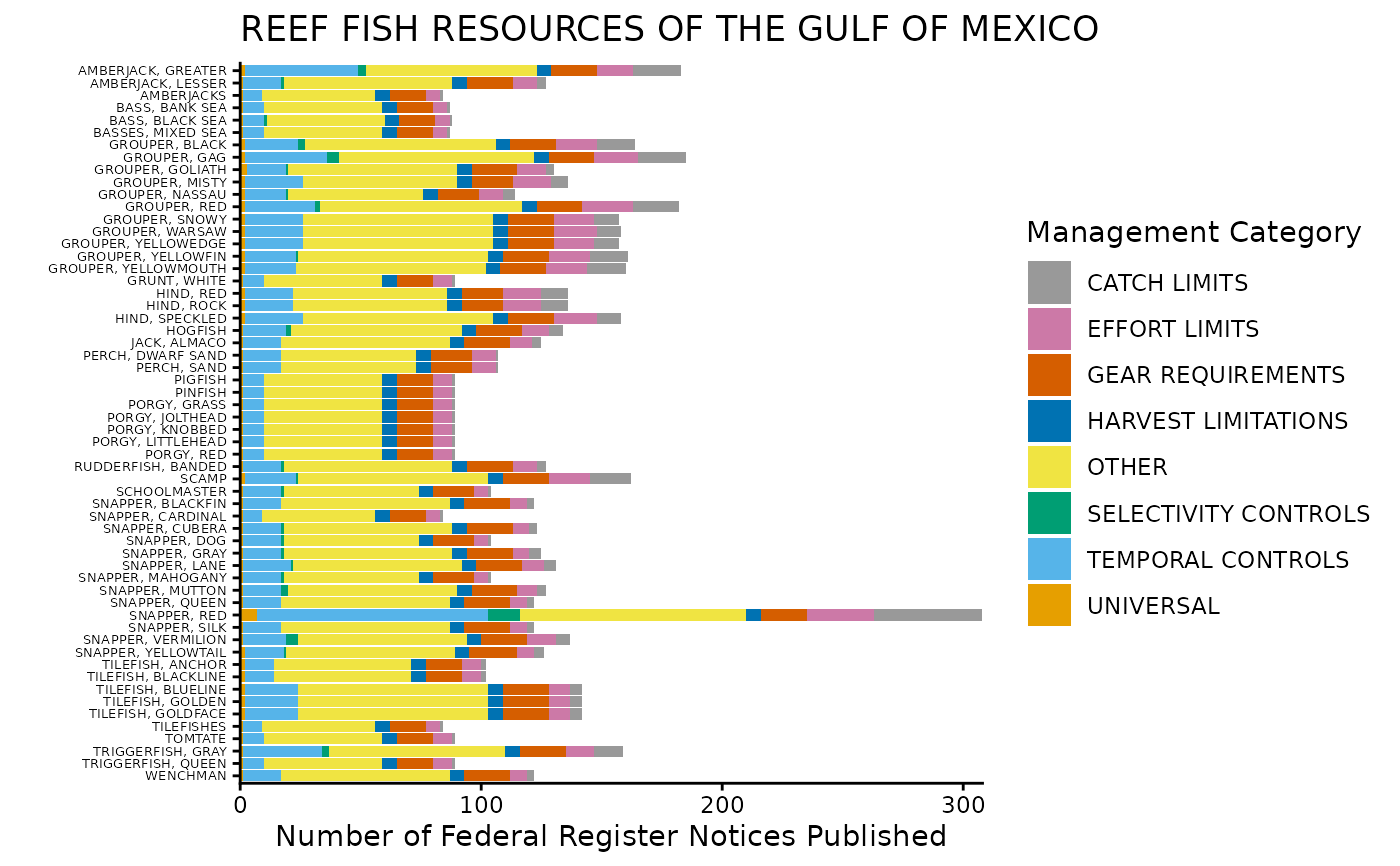 REEF FISH RESOURCES OF THE GULF OF MEXICO
AMBERJACK, GREATER
AMBERJACK, LESSER
AMBERJACKS
BASS, BANK SEA
BASS, BLACK SEA
BASSES, MIXED SEA
GROUPER, BLACK
GROUPER, GAG
GROUPER, GOLIATH
GROUPER, MISTY
GROUPER, NASSAU
GROUPER, RED
GROUPER, SNOWY
GROUPER, WARSAW
GROUPER, YELLOWEDGE
GROUPER, YELLOWFIN
GROUPER, YELLOWMOUTH
GRUNT, WHITE
HIND, RED
HIND, ROCK
HIND, SPECKLED
HOGFISH
JACK, ALMACO
PERCH, DWARF SAND
PERCH, SAND
PIGFISH
PINFISH
PORGY, GRASS
PORGY, JOLTHEAD
PORGY, KNOBBED
PORGY, LITTLEHEAD
PORGY, RED
RUDDERFISH, BANDED
SCAMP
SCHOOLMASTER
SNAPPER, BLACKFIN
SNAPPER, CARDINAL
SNAPPER, CUBERA
SNAPPER, DOG
SNAPPER, GRAY
SNAPPER, LANE
SNAPPER, MAHOGANY
SNAPPER, MUTTON
SNAPPER, QUEEN
SNAPPER, RED
SNAPPER, SILK
SNAPPER, VERMILION
SNAPPER, YELLOWTAIL
TILEFISH, ANCHOR
TILEFISH, BLACKLINE
TILEFISH, BLUELINE
TILEFISH, GOLDEN
TILEFISH, GOLDFACE
TILEFISHES
TOMTATE
TRIGGERFISH, GRAY
TRIGGERFISH, QUEEN
WENCHMAN
0 100 200 300
Number of Federal Register Notices Published
Management Category
CATCH LIMITS
EFFORT LIMITS
GEAR REQUIREMENTS
HARVEST LIMITATIONS
OTHER
SELECTIVITY CONTROLS
TEMPORAL CONTROLS
UNIVERSAL